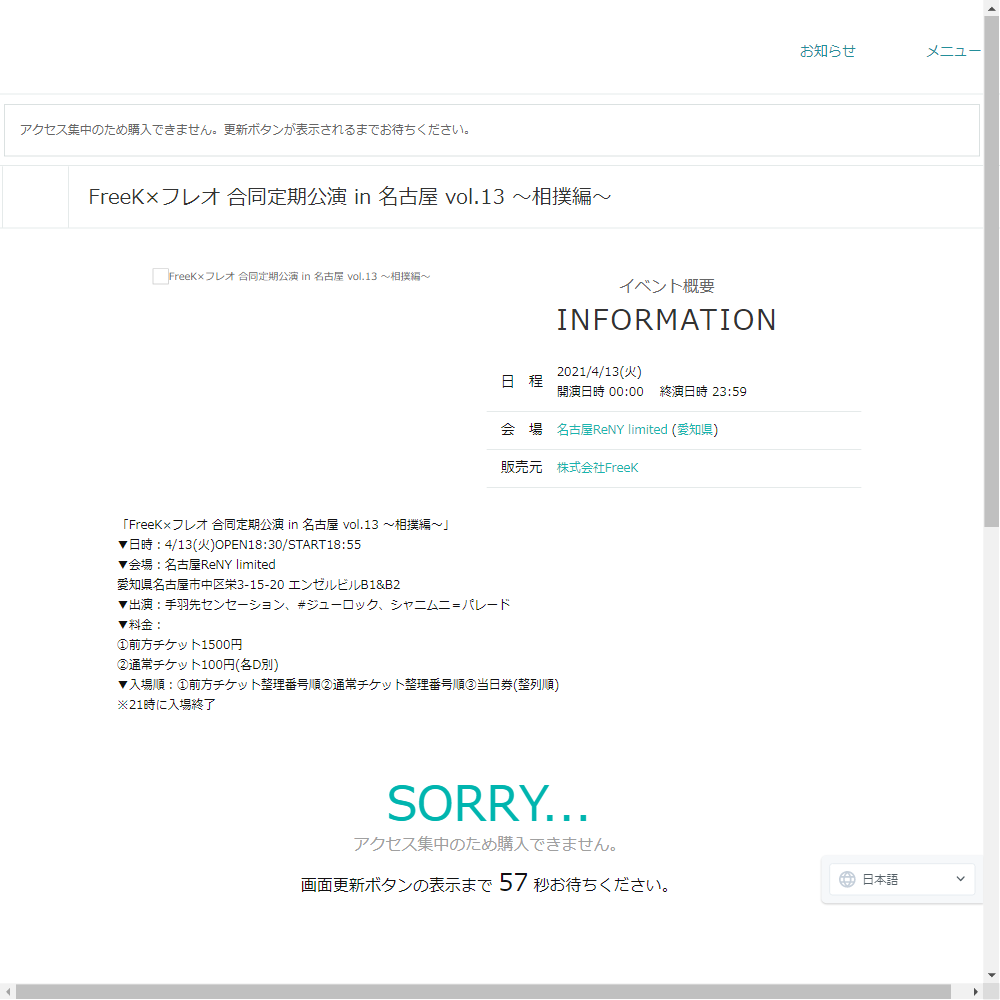 お知らせ
メニュー
アクセス集中のため購入できません。更新ボタンが表示されるまでお待ちください。
FreeK×フレオ 合同定期公演 in 名古屋 vol.13 ～相撲編～
FreeK×フレオ 合同定期公演 in 名古屋 vol.13 ～相撲編～
イベント概要
INFORMATION
日 程
2021/4/13(火)
開演日時 00:00 終演日時 23:59
会 場
名古屋ReNY limited (愛知県)
販売元
株式会社FreeK
「FreeK×フレオ 合同定期公演 in 名古屋 vol.13 ～相撲編～」
▼日時：4/13(火)OPEN18:30/START18:55
▼会場：名古屋ReNY limited
愛知県名古屋市中区栄3-15-20 エンゼルビルB1&B2
▼出演：手羽先センセーション、#ジューロック、シャニムニ＝パレード
▼料金：
①前方チケット1500円
②通常チケット100円(各D別)
▼入場順：①前方チケット整理番号順②通常チケット整理番号順③当日券(整列順)
※21時に入場終了
SORRY...
アクセス集中のため購入できません。
画面更新ボタンの表示まで 57 秒お待ちください。
日本語